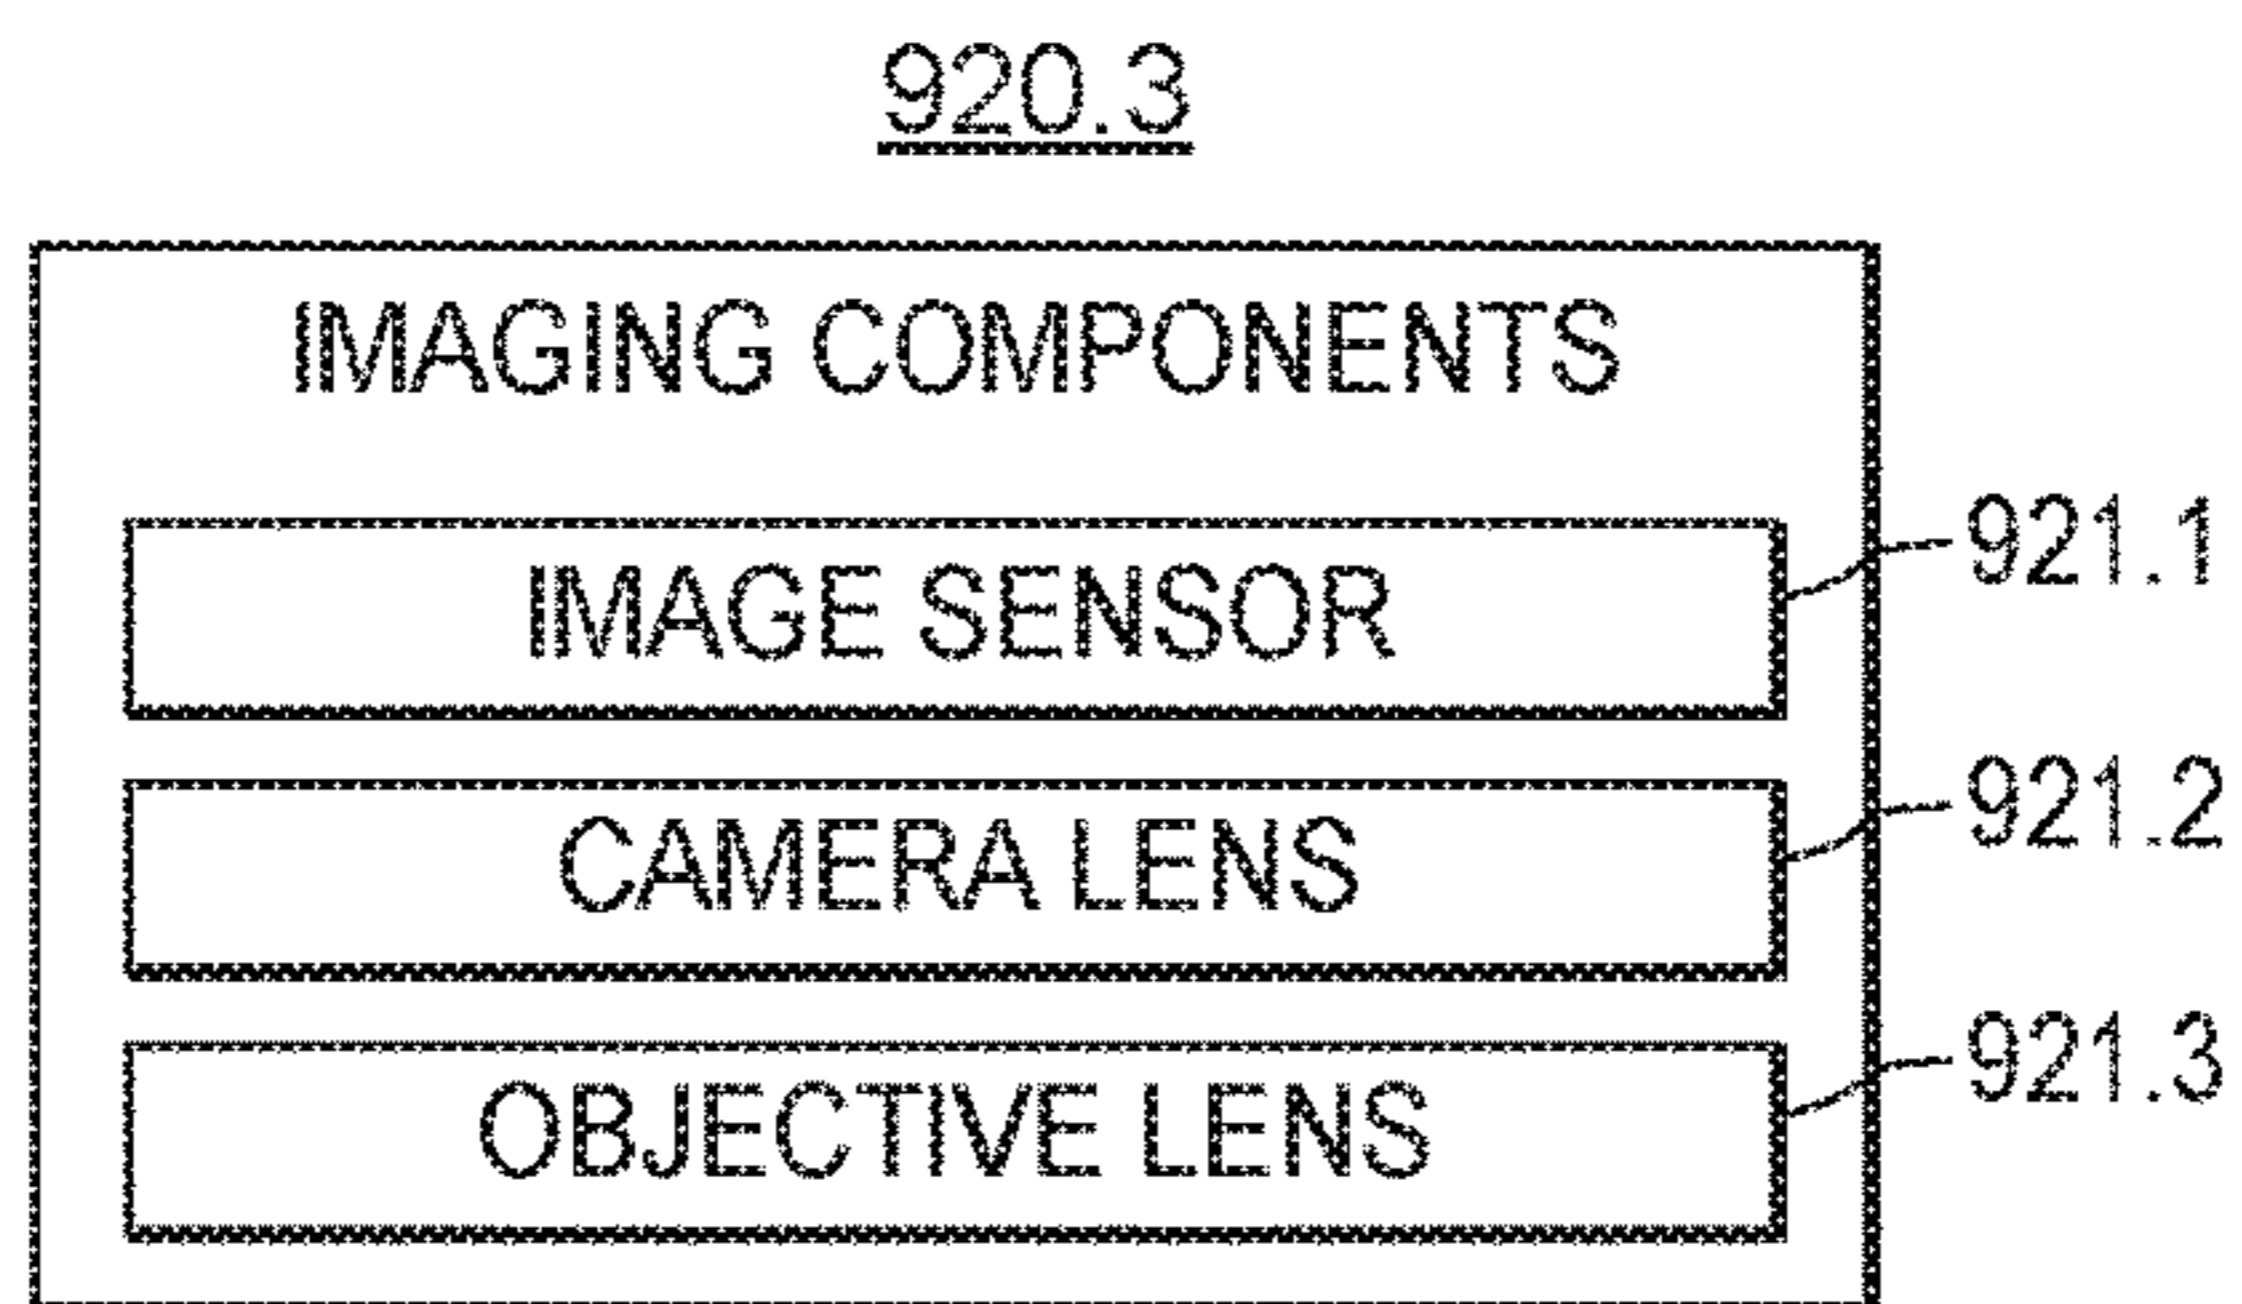 920.3
IMAGING COMPONENTS
IMAGE SENSOR
921.1
CAMERA LENS
921.2
OBJECTIVE LENS
921.3